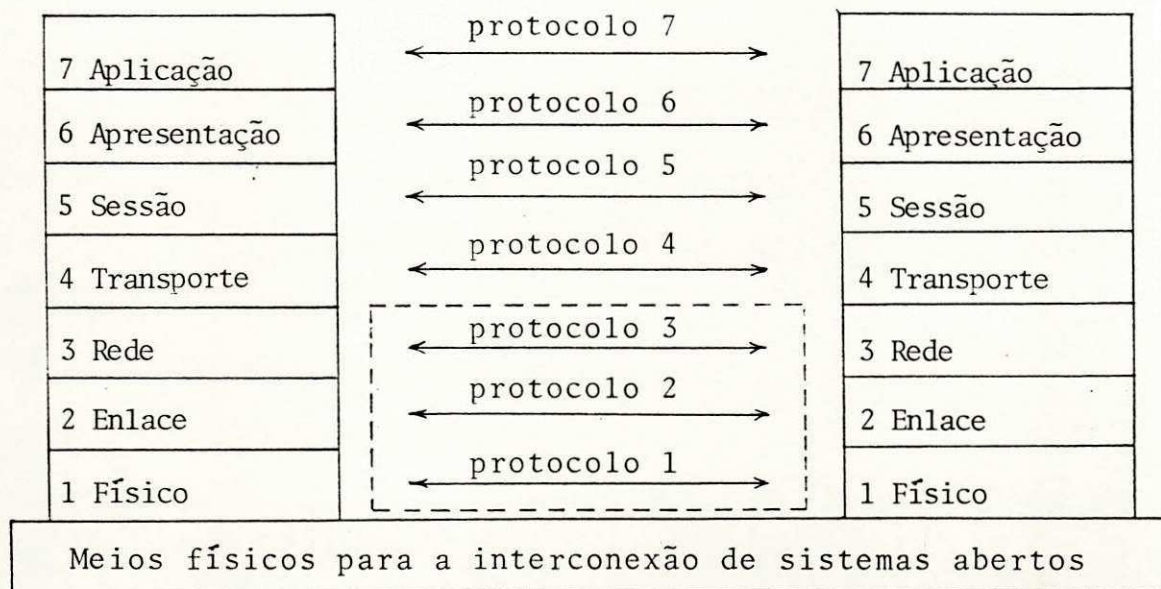 protocolo 7
7 Aplicação
7 Aplicação
protocolo 6
6 Apresentação
6 Apresentação
protocolo 5
5 Sessão
5 Sessão
protocolo 4
4 Transporte
4 Transporte
protocolo 3
3 Rede
3 Rede
protocolo 2
2 Enlace
2 Enlace
protocolo 1
1 Físico
1 Físico
Meios físicos para a interconexão de sistemas abertos